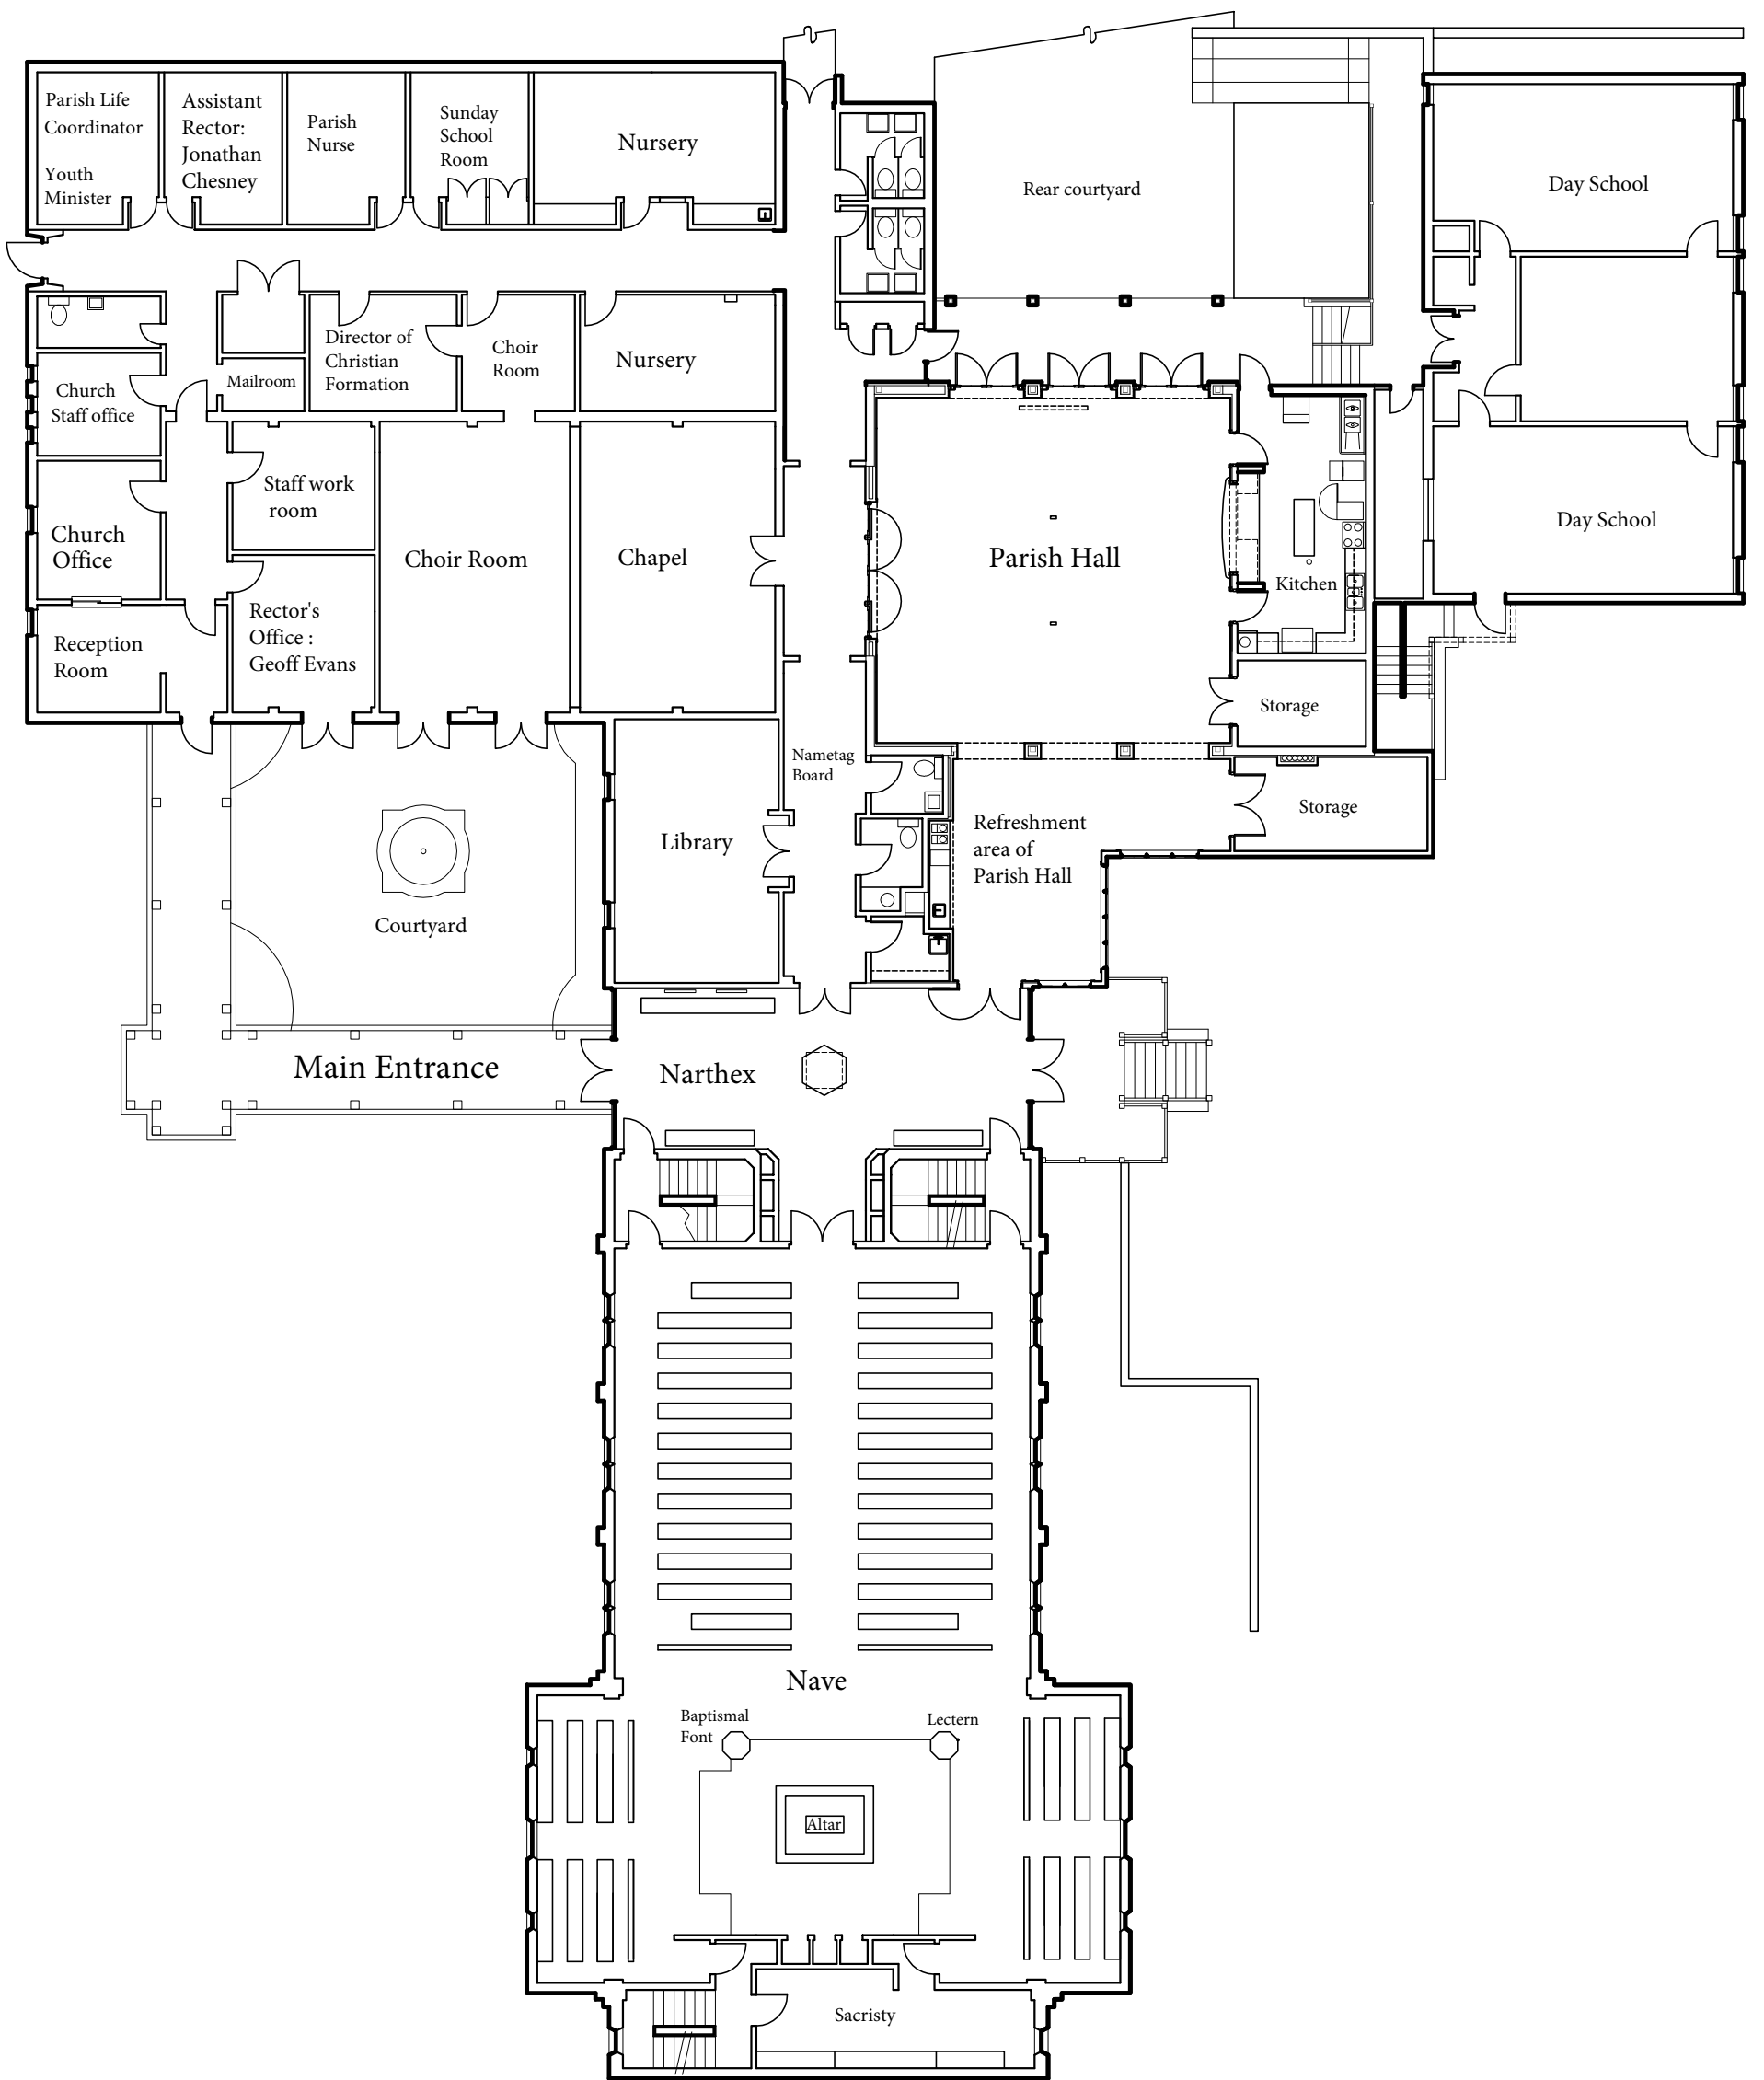 Parish Life
Coordinator
Youth
Minister
Assistant
Rector:
Jonathan
Chesney
Parish
Nurse
Sunday
School
Room
Nursery
Rear courtyard
Day School
Church
Staff office
Mailroom
Director of
Christian
Formation
Choir
Room
Nursery
Church
Office
Staff work
room
Choir Room
Chapel
Parish Hall
Kitchen
Day School
Reception
Room
Rector's
Office :
Geoff Evans
Storage
Nametag
Board
Storage
Library
Refreshment
area of
Parish Hall
Courtyard
Main Entrance
Narthex
Nave
Baptismal
Font
Lectern
Altar
Sacristy